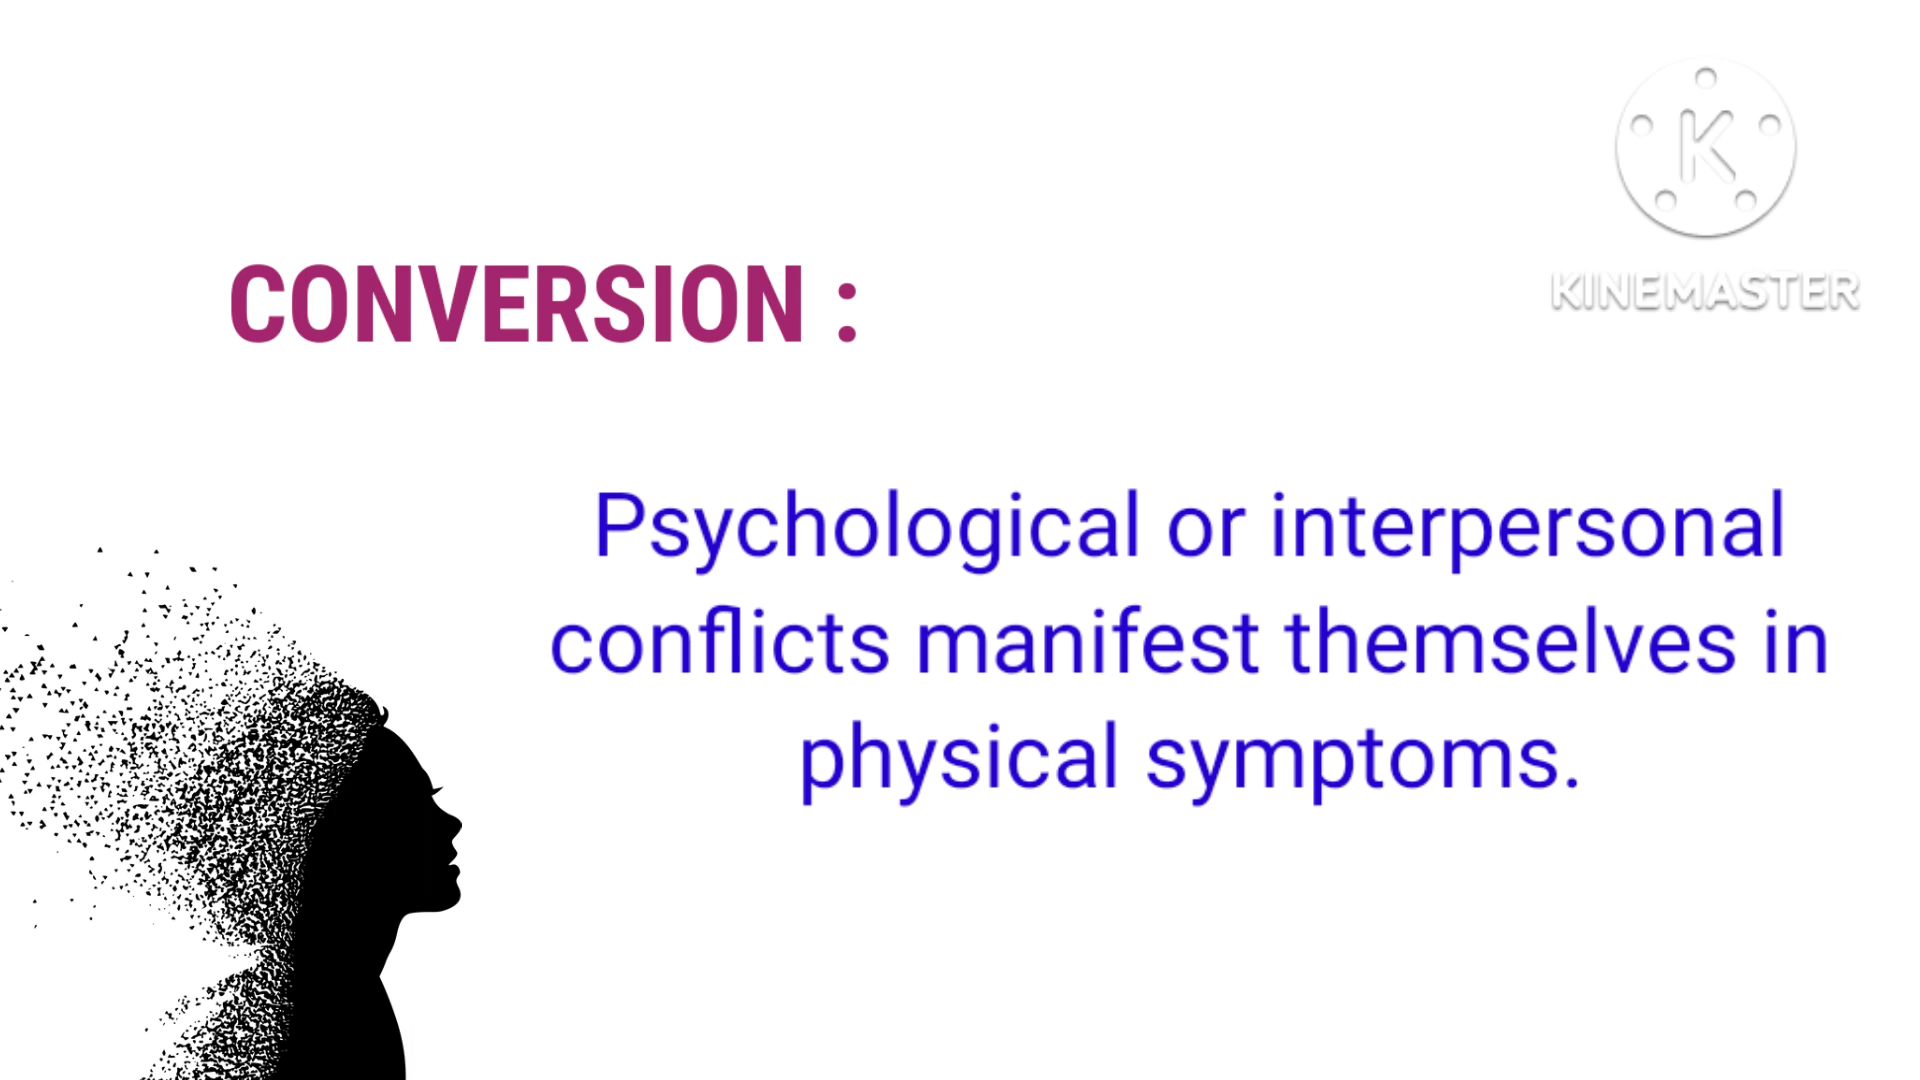 K
KINEMASTER
CONVERSION :
Psychological or interpersonal
conflicts manifest themselves in
physical symptoms.